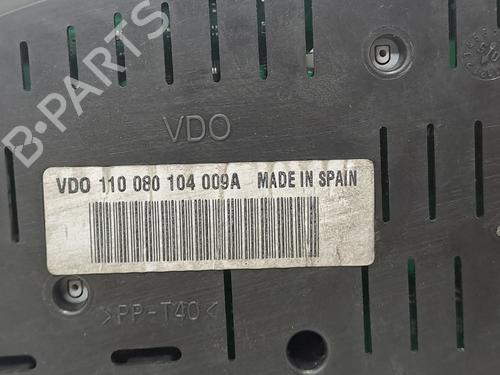 B-PARTS
VDO
VDO 110 080 104 009A MADE IN SPAIN
>PP-T40<